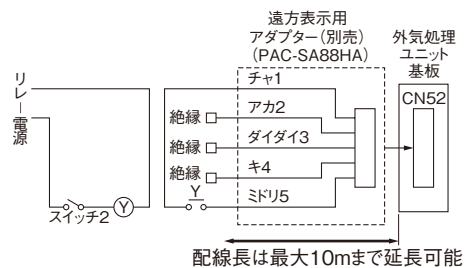 遠方表示用
アダプター(別売)
(PAC-SA88HA)
外気処理
ユニット
基板
CN52
リレー電源
チャ1
アカ2
絶縁
ダイダイ3
絶縁
キ4
絶縁
Y
ミドリ5
スイッチ2
Y
配線長は最大10mまで延長可能